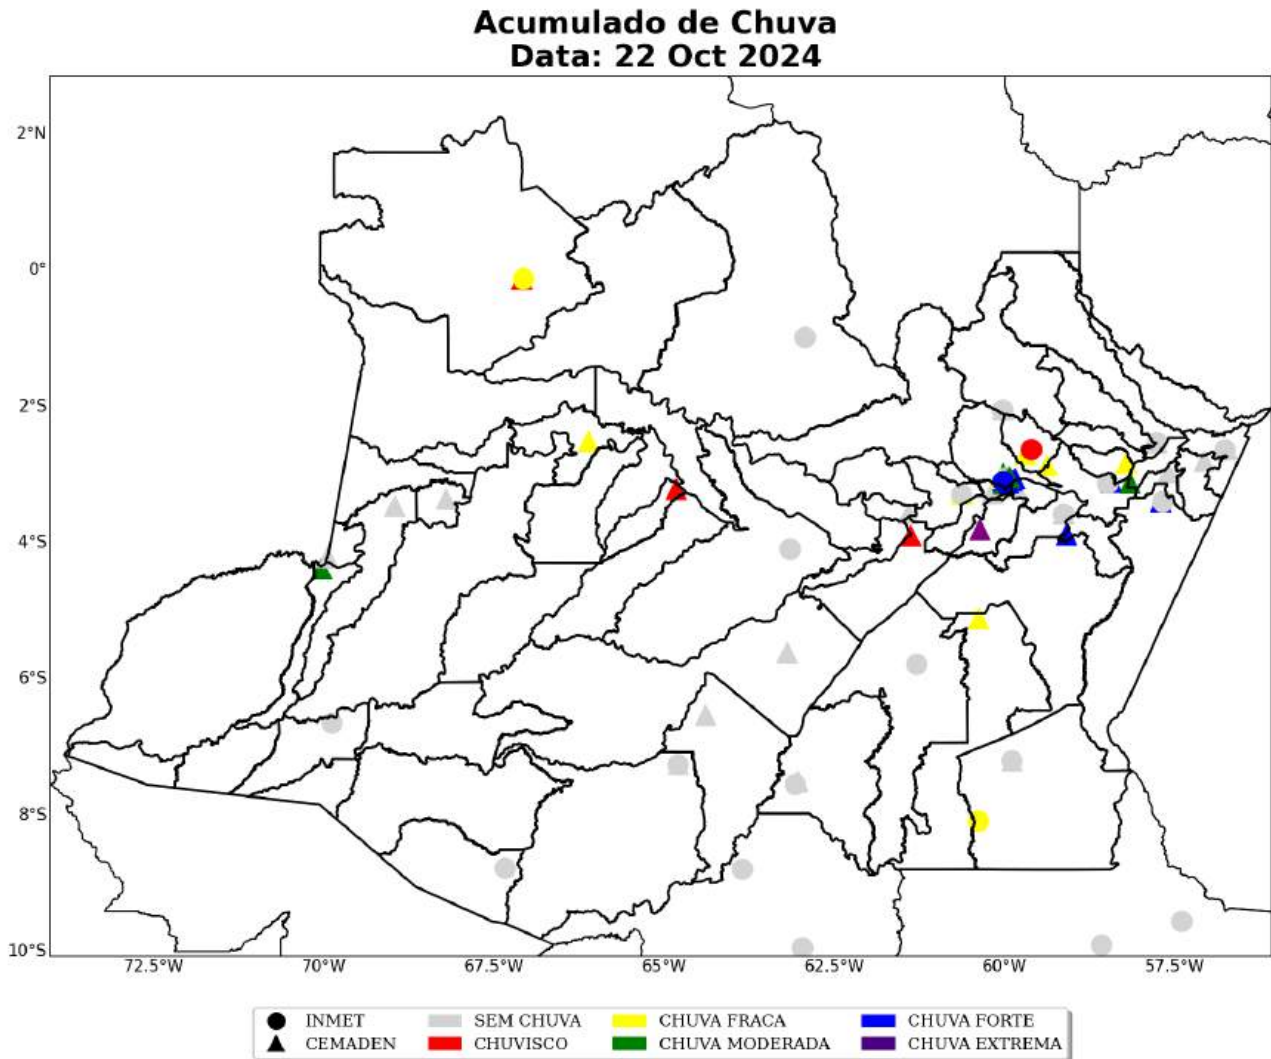 Acumulado de Chuva
Data: 22 Oct 2024
2°N
0°
2°S
4°S
6°S
8°S
10°S
72.5°W 70°W 67.5°W 65°W 62.5°W 60°W 57.5°W
INMET SEM CHUVA CHUVA FRACA CHUVA FORTE
CEMADEN CHUVISCO CHUVA MODERADA CHUVA EXTREMA